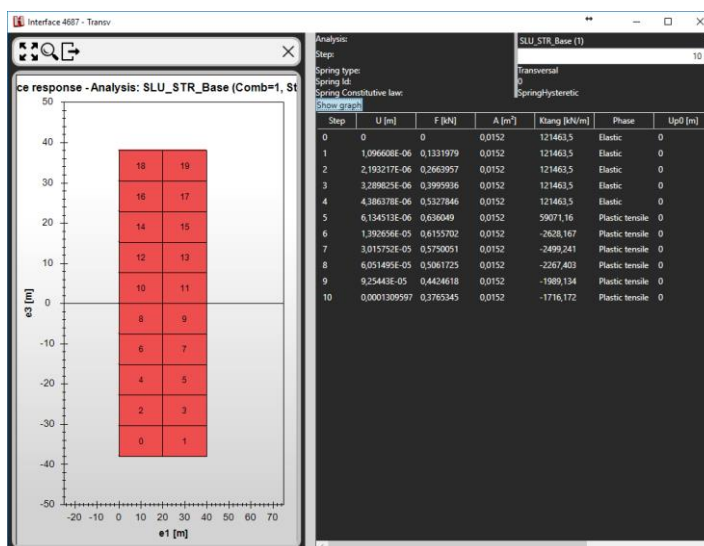 Interface 4687 - Transv
ce response - Analysis: SLU_STR_Base (Comb=1, St
50
40
30
20
10
0
-10
-20
-30
-40
-50
18 19
16 17
14 15
12 13
10 11
8 9
6 7
4 5
2 3
0 1
-20 -10 0 10 20 30 40 50 60 70
e3 [m]
e1 [m]
Analysis: SLU_STR_Base (1)
Step: 10
Spring type: Transversal
Spring Id: 0
Spring Constitutive law: SpringHysteretic
Show graph
Step U [m] F [kN] A [m²] Ktang [kN/m] Phase Up0 [m]
0 0 0 0,0152 121463,5 Elastic 0
1 1,096608E-06 0,1331979 0,0152 121463,5 Elastic 0
2 2,193217E-06 0,2663957 0,0152 121463,5 Elastic 0
3 3,289825E-06 0,3995936 0,0152 121463,5 Elastic 0
4 4,386378E-06 0,5327846 0,0152 121463,5 Elastic 0
5 6,134513E-06 0,636049 0,0152 59071,16 Plastic tensile 0
6 1,392656E-05 0,6155702 0,0152 -2628,167 Plastic tensile 0
7 3,015752E-05 0,5750051 0,0152 -2499,241 Plastic tensile 0
8 6,051495E-05 0,5061725 0,0152 -2267,403 Plastic tensile 0
9 9,25443E-05 0,4424618 0,0152 -1989,134 Plastic tensile 0
10 0,0001309597 0,3765345 0,0152 -1716,172 Plastic tensile 0